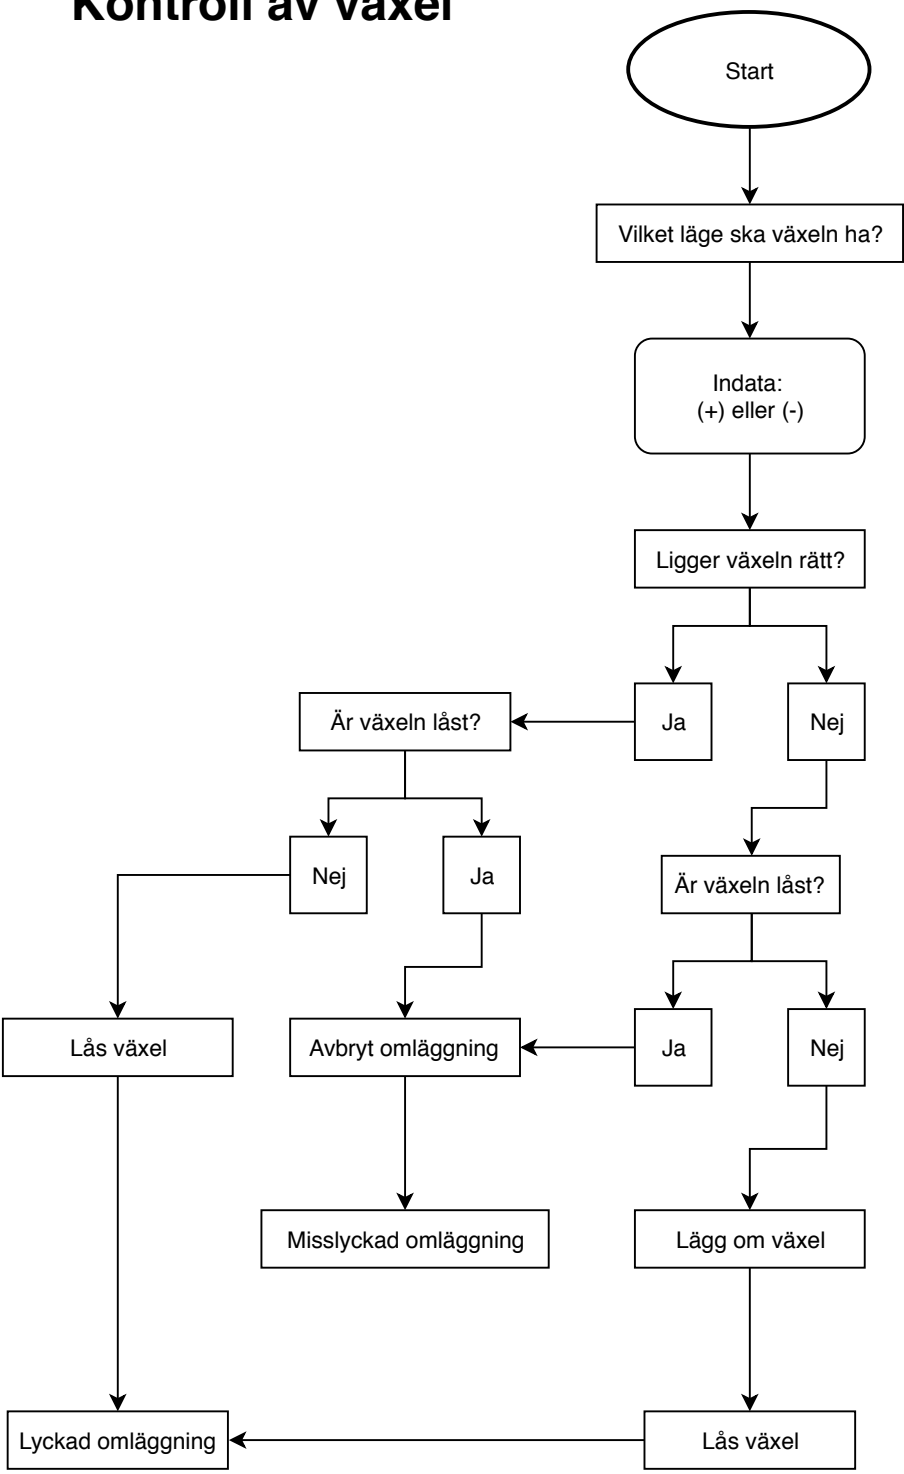 Kontroll av växel
Start
Vilket läge ska växeln ha?
Indata:
(+) eller (-)
Ligger växeln rätt?
Är växeln låst?
Ja
Nej
Nej
Ja
Är växeln låst?
Lås växel
Avbryt omläggning
Ja
Nej
Misslyckad omläggning
Lägg om växel
Lyckad omläggning
Lås växel